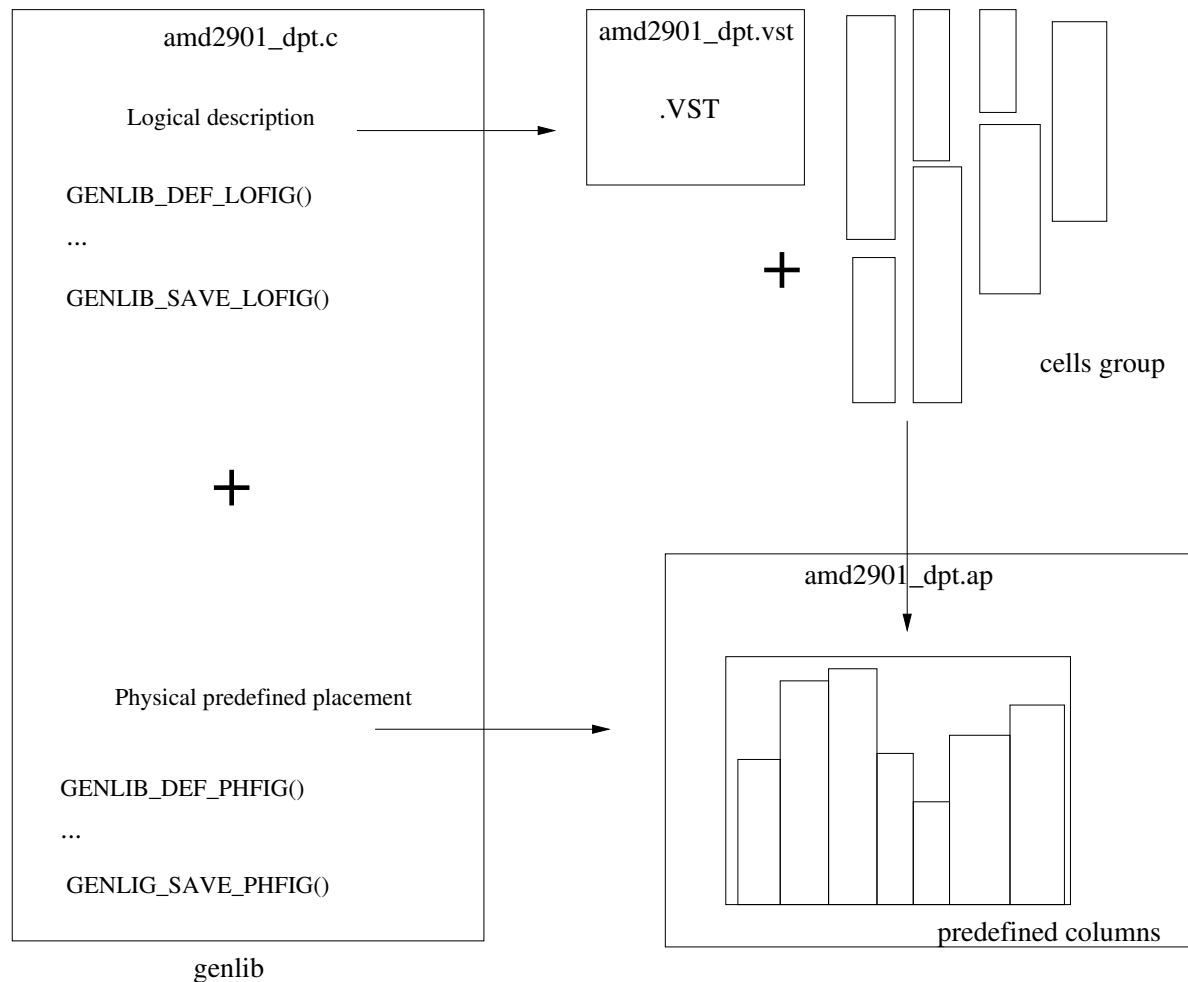 amd2901_dpt.c
Logical description
GENLIB_DEF_LOFIG()
...
GENLIB_SAVE_LOFIG()
+
Physical predefined placement
GENLIB_DEF_PHFIG()
...
GENLIG_SAVE_PHFIG()
genlib
amd2901_dpt.vst
.VST
+
cells group
amd2901_dpt.ap
predefined columns